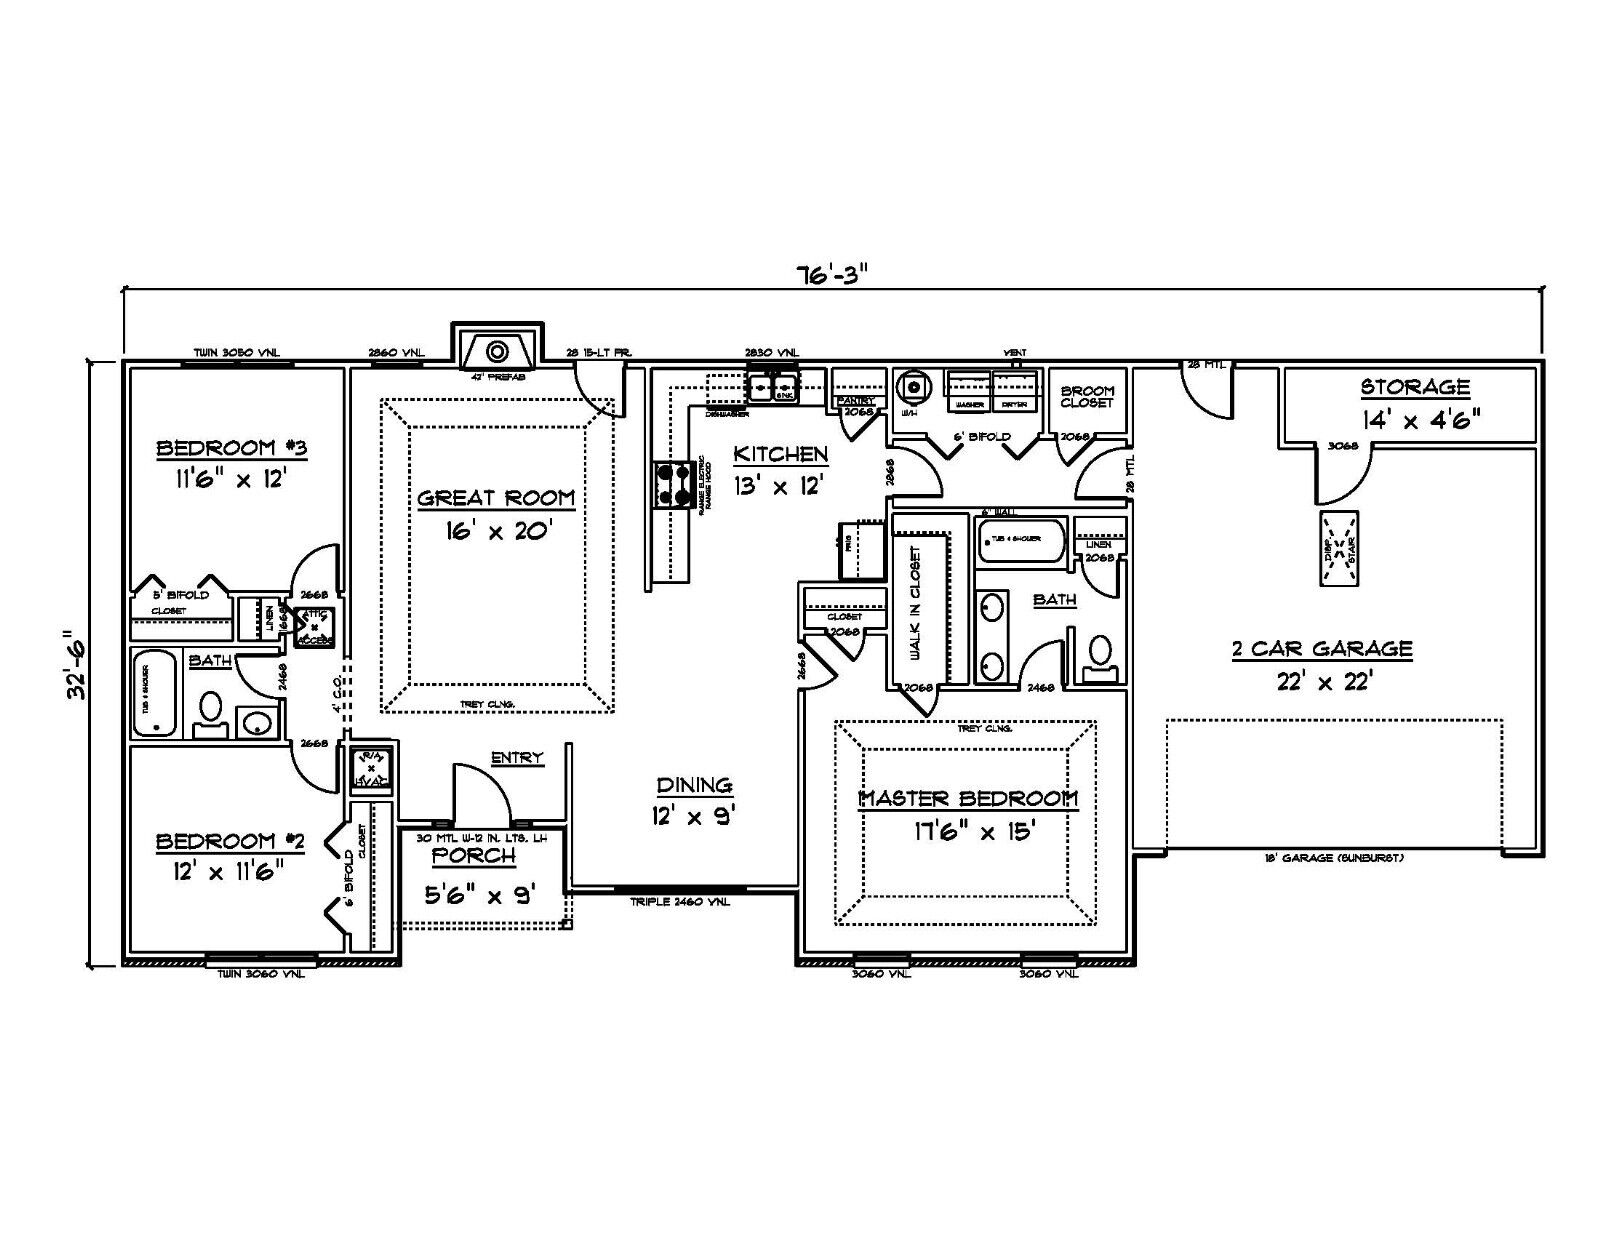 76'-3"
32'-6"
TWIN 3050 VNL
2860 VNL
42" PREFAB
28 15-LT FR.
2830 VNL
VENT
28 MTL
BEDROOM #3
11'6" x 12'
GREAT ROOM
16' x 20'
TREY CLNG.
DISHWASHER
SINK
PANTRY
2068
KITCHEN
13' x 12'
RANGE ELECTRIC
RANGE HOOD
FRIG
W/H
WASHER
DRYER
6' BIFOLD
BROOM
CLOSET
2068
2868
28 MTL
STORAGE
14' x 4'6"
3068
DISP.
STAIR
2 CAR GARAGE
22' x 22'
18' GARAGE (SUNBURST)
5' BIFOLD
CLOSET
LINEN
1668
2668
ATTIC
ACCESS
BATH
TUB & SHOWER
2468
4' C.O.
2668
R/A
HVAC
BEDROOM #2
12' x 11'6"
6' BIFOLD
CLOSET
TWIN 3060 VNL
ENTRY
30 MTL W-12 IN. LTS. LH
PORCH
5'6" x 9'
DINING
12' x 9'
TRIPLE 2460 VNL
CLOSET
2068
2668
WALK IN CLOSET
2068
6" WALL
TUB & SHOWER
LINEN
2068
BATH
2468
TREY CLNG.
MASTER BEDROOM
17'6" x 15'
3060 VNL
3060 VNL